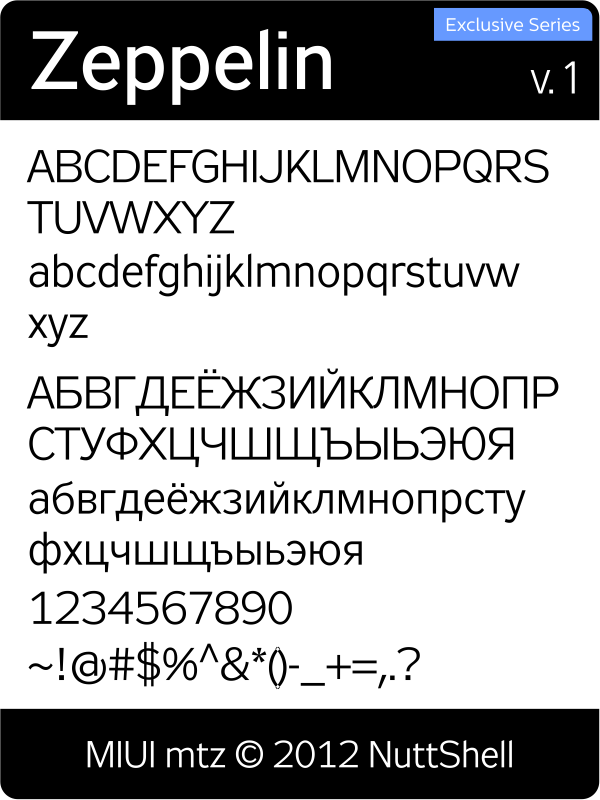 Exclusive Series
Zeppelin
v. 1
ABCDEFGHIJKLMNOPQRS
TUVWXYZ
abcdefghijklmnopqrstuvw
xyz
АБВГДЕЁЖЗИЙКЛМНОПР
СТУФХЦЧШЩЪЫЬЭЮЯ
абвгдеёжзийклмнопрсту
фхцчшщъыьэюя
1234567890
~!@#$%^&*()-_+=,.?
MIUI mtz © 2012 NuttShell